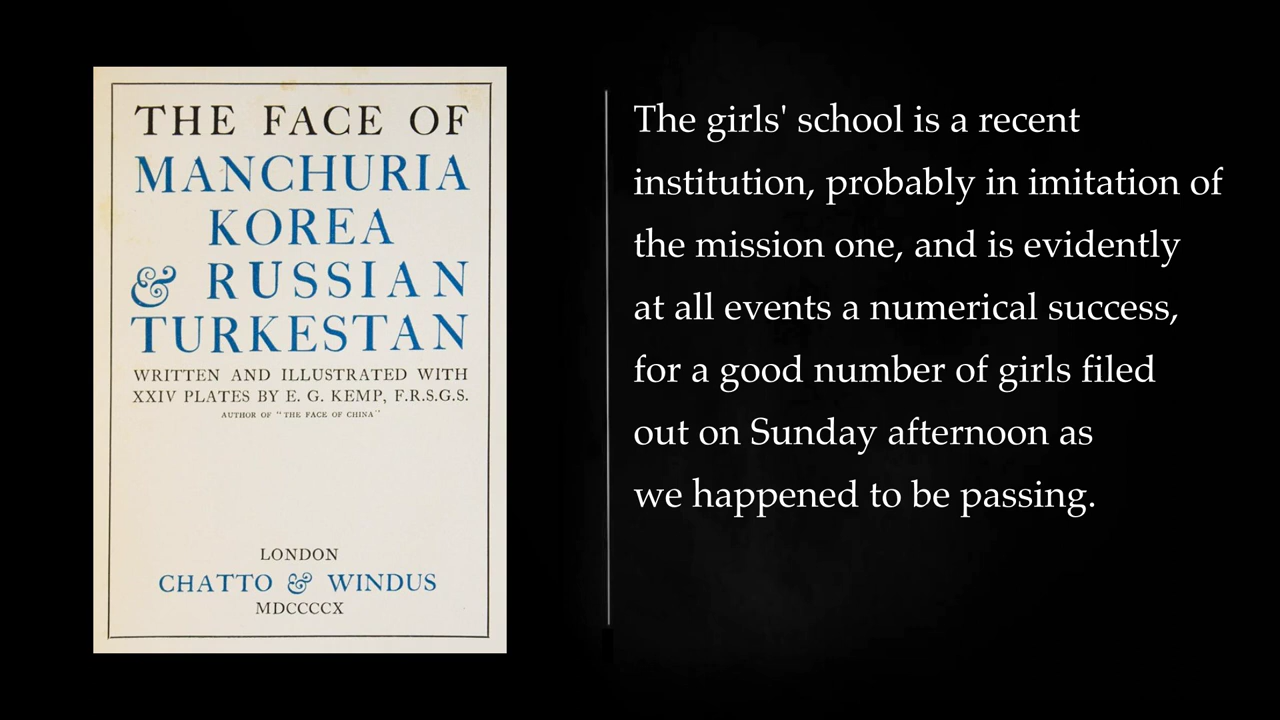 THE FACE OF
MANCHURIA
KOREA
& RUSSIAN
TURKESTAN
WRITTEN AND ILLUSTRATED WITH
XXIV PLATES BY E. G. KEMP, F.R.S.G.S.
AUTHOR OF "THE FACE OF CHINA"
LONDON
CHATTO & WINDUS
MDCCCCX
The girls' school is a recent
institution, probably in imitation of
the mission one, and is evidently
at all events a numerical success,
for a good number of girls filed
out on Sunday afternoon as
we happened to be passing.